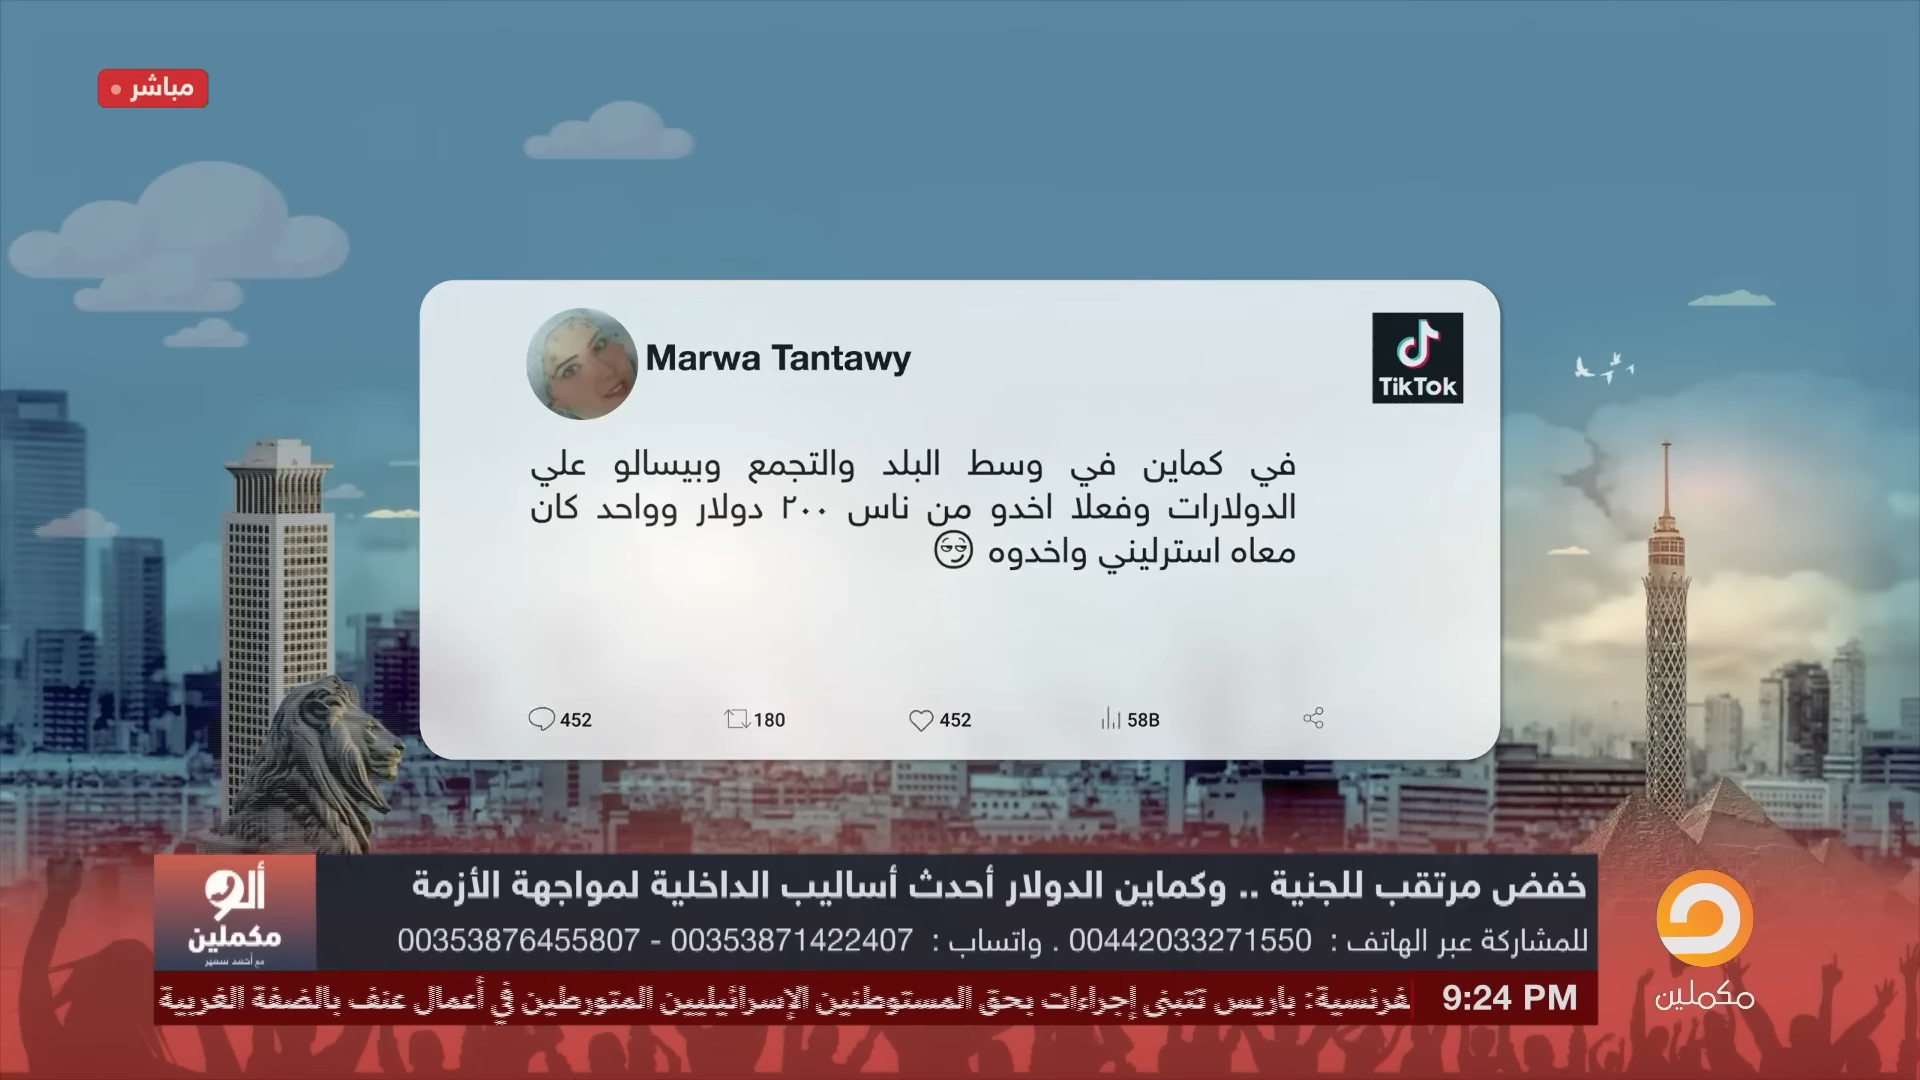 مباشر
Marwa Tantawy
TikTok
في كماين في وسط البلد والتجمع وبيسالو علي
الدولارات وفعلا اخدو من ناس ٢٠٠ دولار وواحد كان
معاه استرليني واخدوه
452
180
452
58B
ألو
مكملين
مع أحمد سمير
خفض مرتقب للجنية .. وكماين الدولار أحدث أساليب الداخلية لمواجهة الأزمة
للمشاركة عبر الهاتف : 00442033271550 . واتساب : 00353871422407 - 00353876455807
فرنسية: باريس تتبنى إجراءات بحق المستوطنين الإسرائيليين المتورطين في أعمال عنف بالضفة الغربية
9:24 PM
مكملين